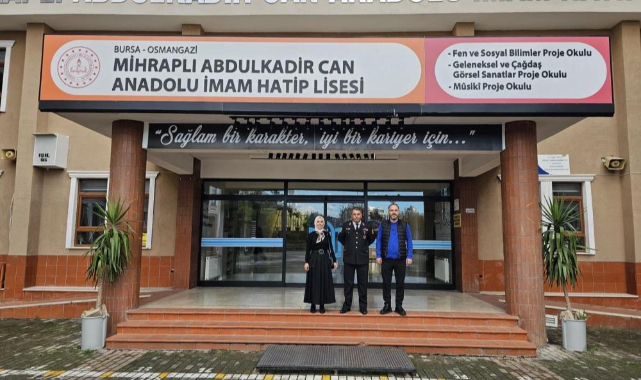 BURSA - OSMANGAZİ
MİHRAPLI ABDULKADİR CAN
ANADOLU İMAM HATİP LİSESİ
- Fen ve Sosyal Bilimler Proje Okulu
- Geleneksel ve Çağdaş
Görsel Sanatlar Proje Okulu
- Mûsikî Proje Okulu
"Sağlam bir karakter, iyi bir kariyer için..."